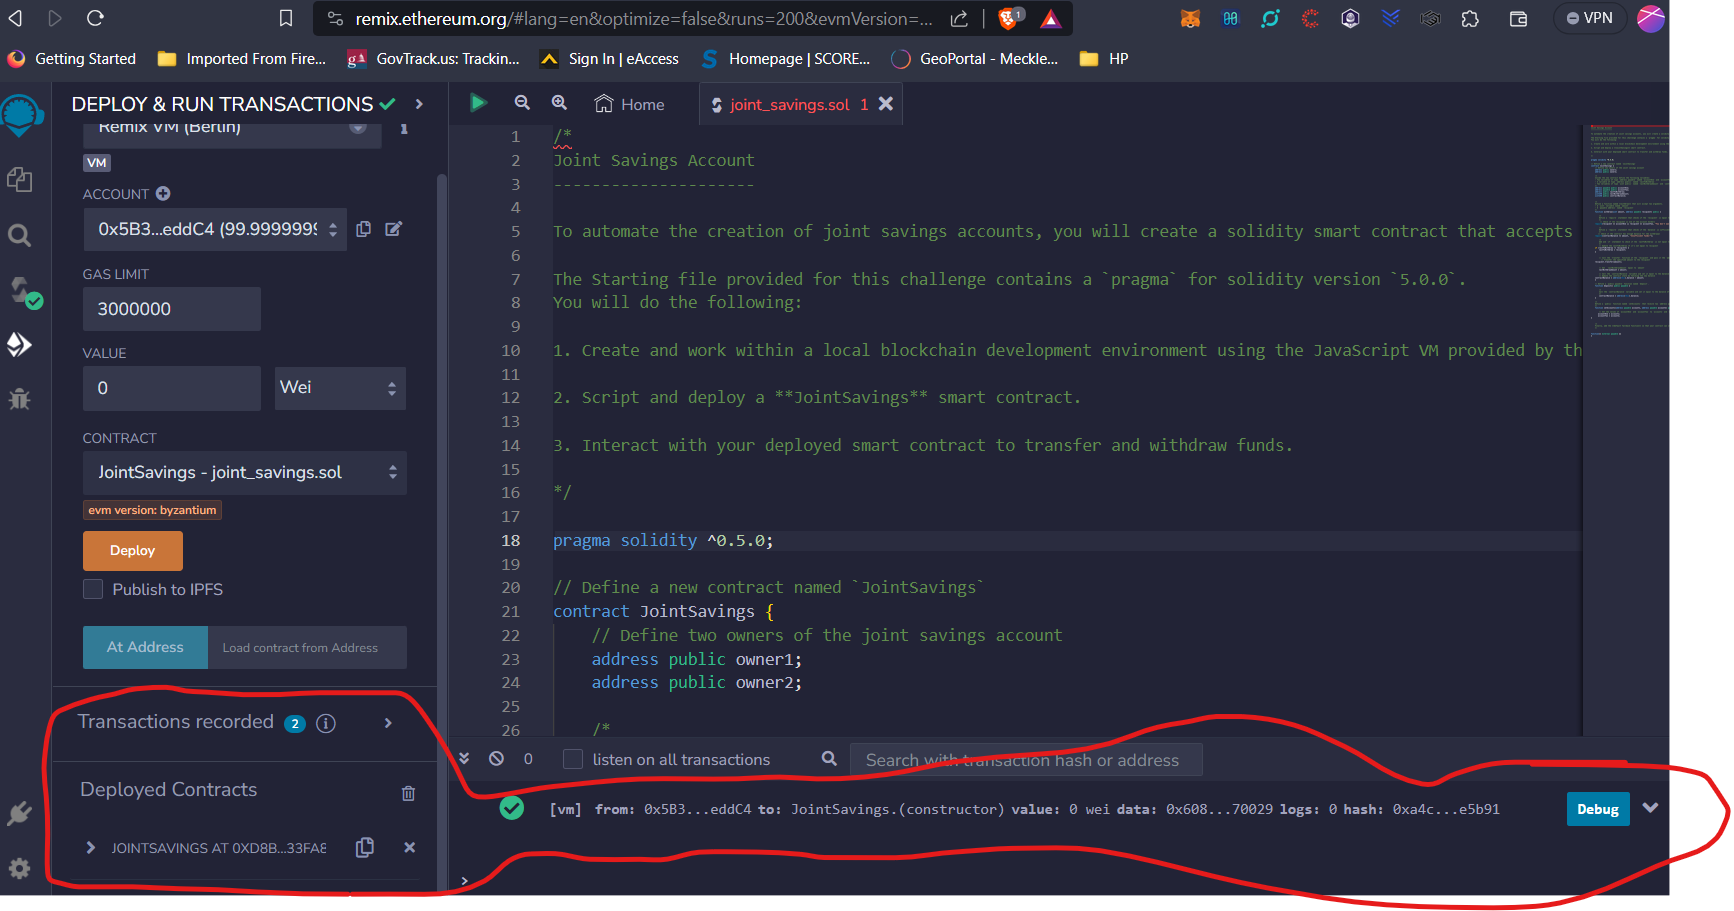 remix.ethereum.org/#lang=en&optimize=false&runs=200&evmVersion=...
1
VPN
Getting Started
Imported From Fire...
GovTrack.us: Trackin...
Sign In | eAccess
Homepage | SCORE...
GeoPortal - Meckle...
HP
DEPLOY & RUN TRANSACTIONS
Remix VM (Berlin)
VM
ACCOUNT
0x5B3...eddC4 (99.9999999
GAS LIMIT
3000000
VALUE
0
Wei
CONTRACT
JointSavings - joint_savings.sol
evm version: byzantium
Deploy
Publish to IPFS
At Address
Load contract from Address
Transactions recorded 2 i
Deployed Contracts
JOINTSAVINGS AT 0XD8B...33FA8
Home
joint_savings.sol 1
1 /*
2 Joint Savings Account
3 ---------------------
4
5 To automate the creation of joint savings accounts, you will create a solidity smart contract that accepts
6
7 The Starting file provided for this challenge contains a `pragma` for solidity version `5.0.0`.
8 You will do the following:
9
10 1. Create and work within a local blockchain development environment using the JavaScript VM provided by th
11
12 2. Script and deploy a **JointSavings** smart contract.
13
14 3. Interact with your deployed smart contract to transfer and withdraw funds.
15
16 */
17
18 pragma solidity ^0.5.0;
19
20 // Define a new contract named `JointSavings`
21 contract JointSavings {
22 // Define two owners of the joint savings account
23 address public owner1;
24 address public owner2;
25
26 /*
0
listen on all transactions
Search with transaction hash or address
[vm] from: 0x5B3...eddC4 to: JointSavings.(constructor) value: 0 wei data: 0x608...70029 logs: 0 hash: 0xa4c...e5b91
Debug
>